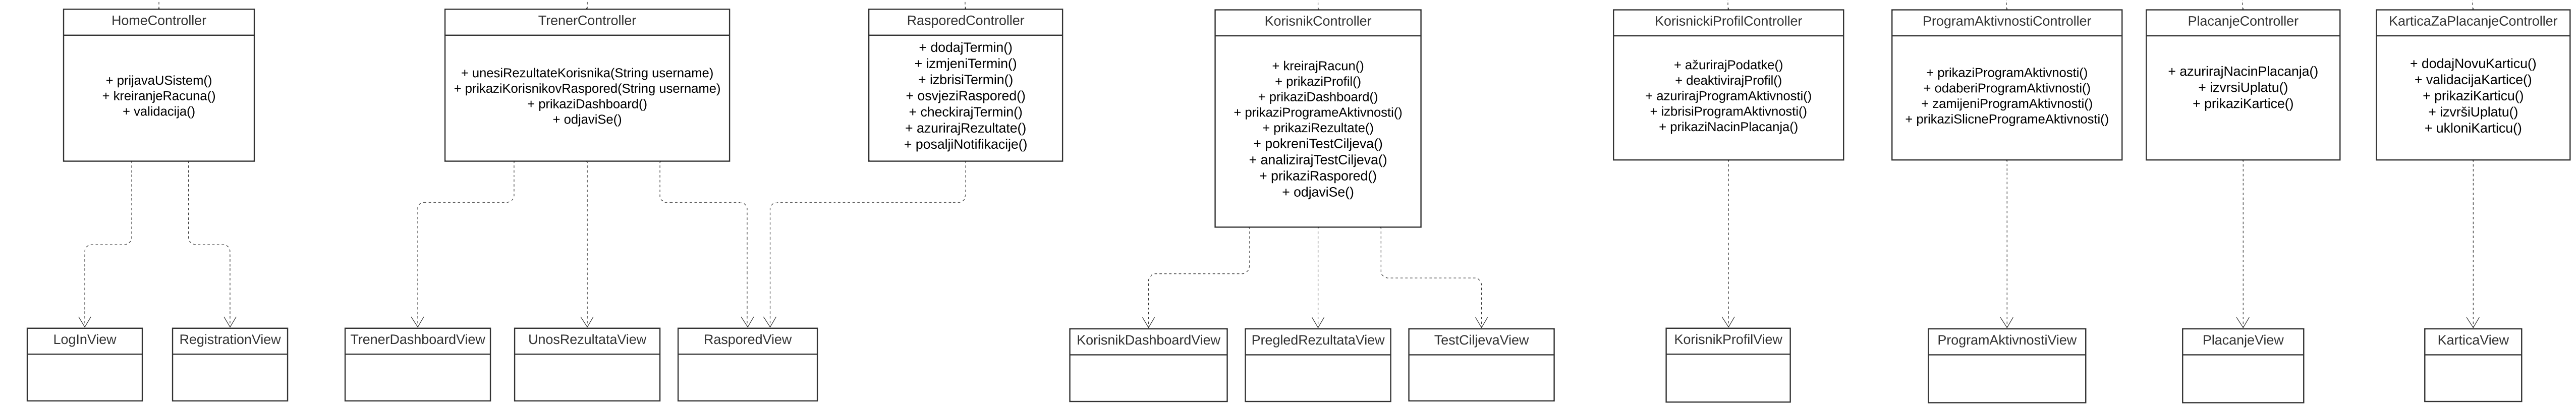 HomeController
+ prijavaUSistem()
+ kreiranjeRacuna()
+ validacija()
TrenerController
+ unesiRezultateKorisnika(String username)
+ prikaziKorisnikovRaspored(String username)
+ prikaziDashboard()
+ odjaviSe()
RasporedController
+ dodajTermin()
+ izmjeniTermin()
+ izbrisiTermin()
+ osvjeziRaspored()
+ checkirajTermin()
+ azurirajRezultate()
+ posaljiNotifikacije()
KorisnikController
+ kreirajRacun()
+ prikaziProfil()
+ prikaziDashboard()
+ prikaziProgrameAktivnosti()
+ prikaziRezultate()
+ pokreniTestCiljeva()
+ analizirajTestCiljeva()
+ prikaziRaspored()
+ odjaviSe()
KorisnickiProfilController
+ ažurirajPodatke()
+ deaktivirajProfil()
+ azurirajProgramAktivnosti()
+ izbrisiProgramAktivnosti()
+ prikaziNacinPlacanja()
ProgramAktivnostiController
+ prikaziProgramAktivnosti()
+ odaberiProgramAktivnosti()
+ zamijeniProgramAktivnosti()
+ prikaziSlicneProgrameAktivnosti()
PlacanjeController
+ azurirajNacinPlacanja()
+ izvrsiUplatu()
+ prikaziKartice()
KarticaZaPlacanjeController
+ dodajNovuKarticu()
+ validacijaKartice()
+ prikaziKarticu()
+ izvršiUplatu()
+ ukloniKarticu()
LogInView
RegistrationView
TrenerDashboardView
UnosRezultataView
RasporedView
KorisnikDashboardView
PregledRezultataView
TestCiljevaView
KorisnikProfilView
ProgramAktivnostiView
PlacanjeView
KarticaView